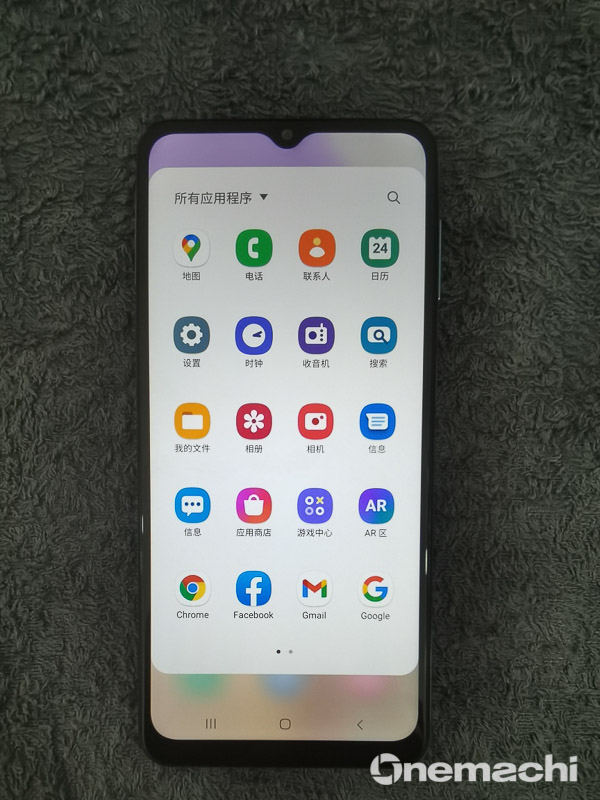 所有应用程序
地图 电话 联系人 日历
24
设置 时钟 收音机 搜索
我的文件 相册 相机 信息
AR
信息 应用商店 游戏中心 AR 区
Chrome Facebook Gmail Google
Onemachi